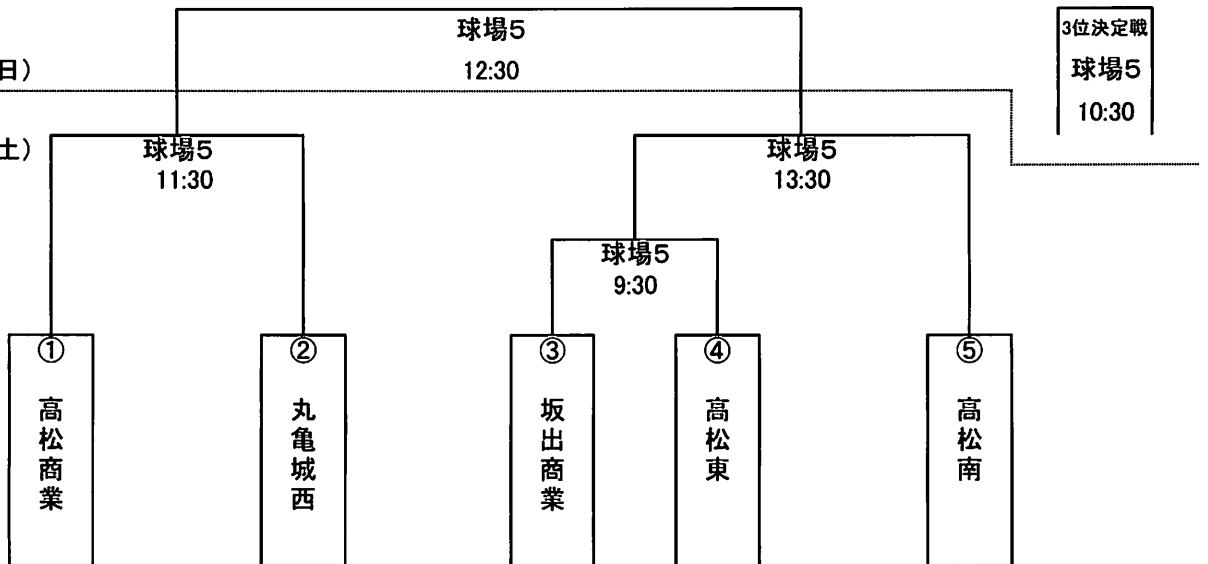 球場5
12:30
3位決定戦
球場5
10:30
日）
土）
球場5
11:30
球場5
13:30
球場5
9:30
① 高松商業
② 丸亀城西
③ 坂出商業
④ 高松東
⑤ 高松南